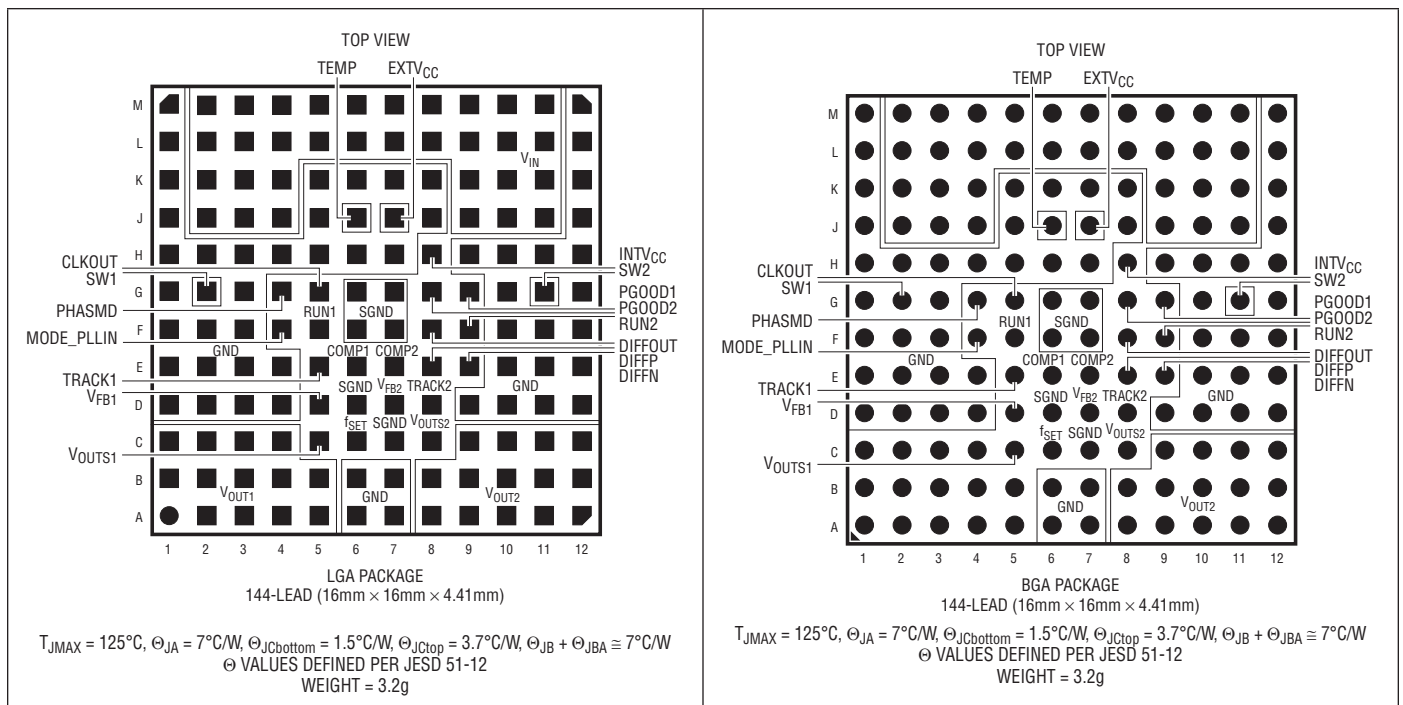 TOP VIEW
TEMP EXTVCC
M
L
VIN
K
J
H
CLKOUT INTVCC
SW1 SW2
G
PHASMD RUN1 SGND PGOOD1
PGOOD2
F
MODE_PLLIN RUN2
GND COMP1 COMP2 DIFFOUT
E
DIFFP
TRACK1 SGND VFB2 TRACK2 GND DIFFN
VFB1
D
fSET SGND VOUTS2
C
VOUTS1
B
VOUT1 GND VOUT2
A
1 2 3 4 5 6 7 8 9 10 11 12
LGA PACKAGE
144-LEAD (16mm × 16mm × 4.41mm)
TJMAX = 125°C, ΘJA = 7°C/W, ΘJCbottom = 1.5°C/W, ΘJCtop = 3.7°C/W, ΘJB + ΘJBA ≅ 7°C/W
Θ VALUES DEFINED PER JESD 51-12
WEIGHT = 3.2g
TOP VIEW
TEMP EXTVCC
M
L
K
J
H
CLKOUT INTVCC
SW1 SW2
G
PHASMD RUN1 SGND PGOOD1
PGOOD2
F
MODE_PLLIN RUN2
GND COMP1 COMP2 DIFFOUT
E
DIFFP
TRACK1 SGND VFB2 TRACK2 GND DIFFN
VFB1
D
fSET SGND VOUTS2
C
VOUTS1
B
GND VOUT2
A
1 2 3 4 5 6 7 8 9 10 11 12
BGA PACKAGE
144-LEAD (16mm × 16mm × 4.41mm)
TJMAX = 125°C, ΘJA = 7°C/W, ΘJCbottom = 1.5°C/W, ΘJCtop = 3.7°C/W, ΘJB + ΘJBA ≅ 7°C/W
Θ VALUES DEFINED PER JESD 51-12
WEIGHT = 3.2g